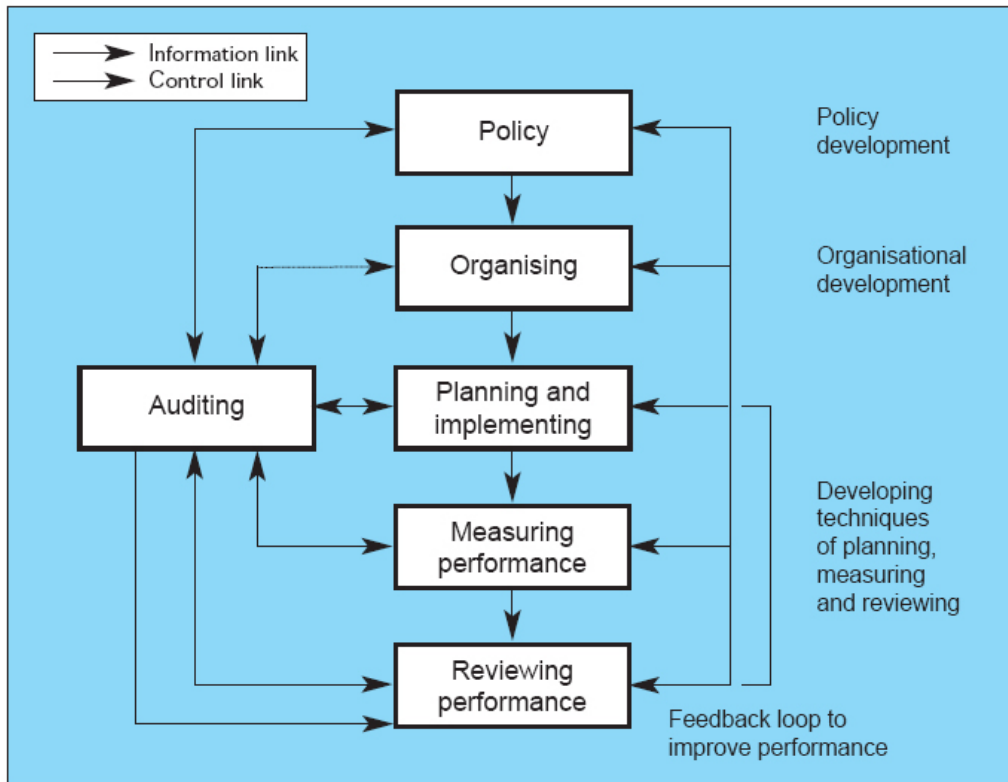 Information link
Control link
Policy
Policy
development
Organising
Organisational
development
Auditing
Planning and
implementing
Developing
techniques
of planning,
measuring
and reviewing
Measuring
performance
Reviewing
performance
Feedback loop to
improve performance